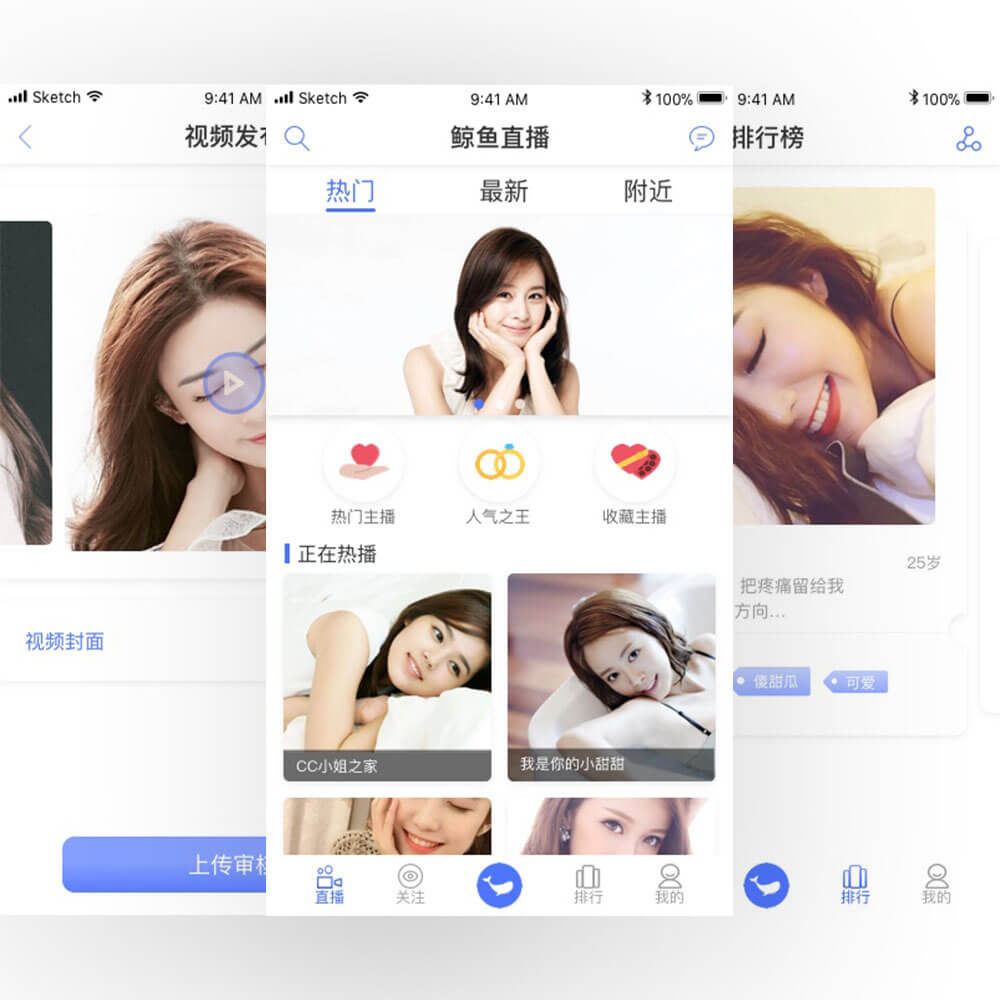 Sketch
9:41 AM
视频发
视频封面
上传审
Sketch
9:41 AM
100%
鲸鱼直播
热门
最新
附近
热门主播
人气之王
收藏主播
正在热播
CC小姐之家
我是你的小甜甜
直播
关注
排行
我的
9:41 AM
100%
排行榜
25岁
把疼痛留给我
方向...
傻甜瓜
可爱
排行
我的